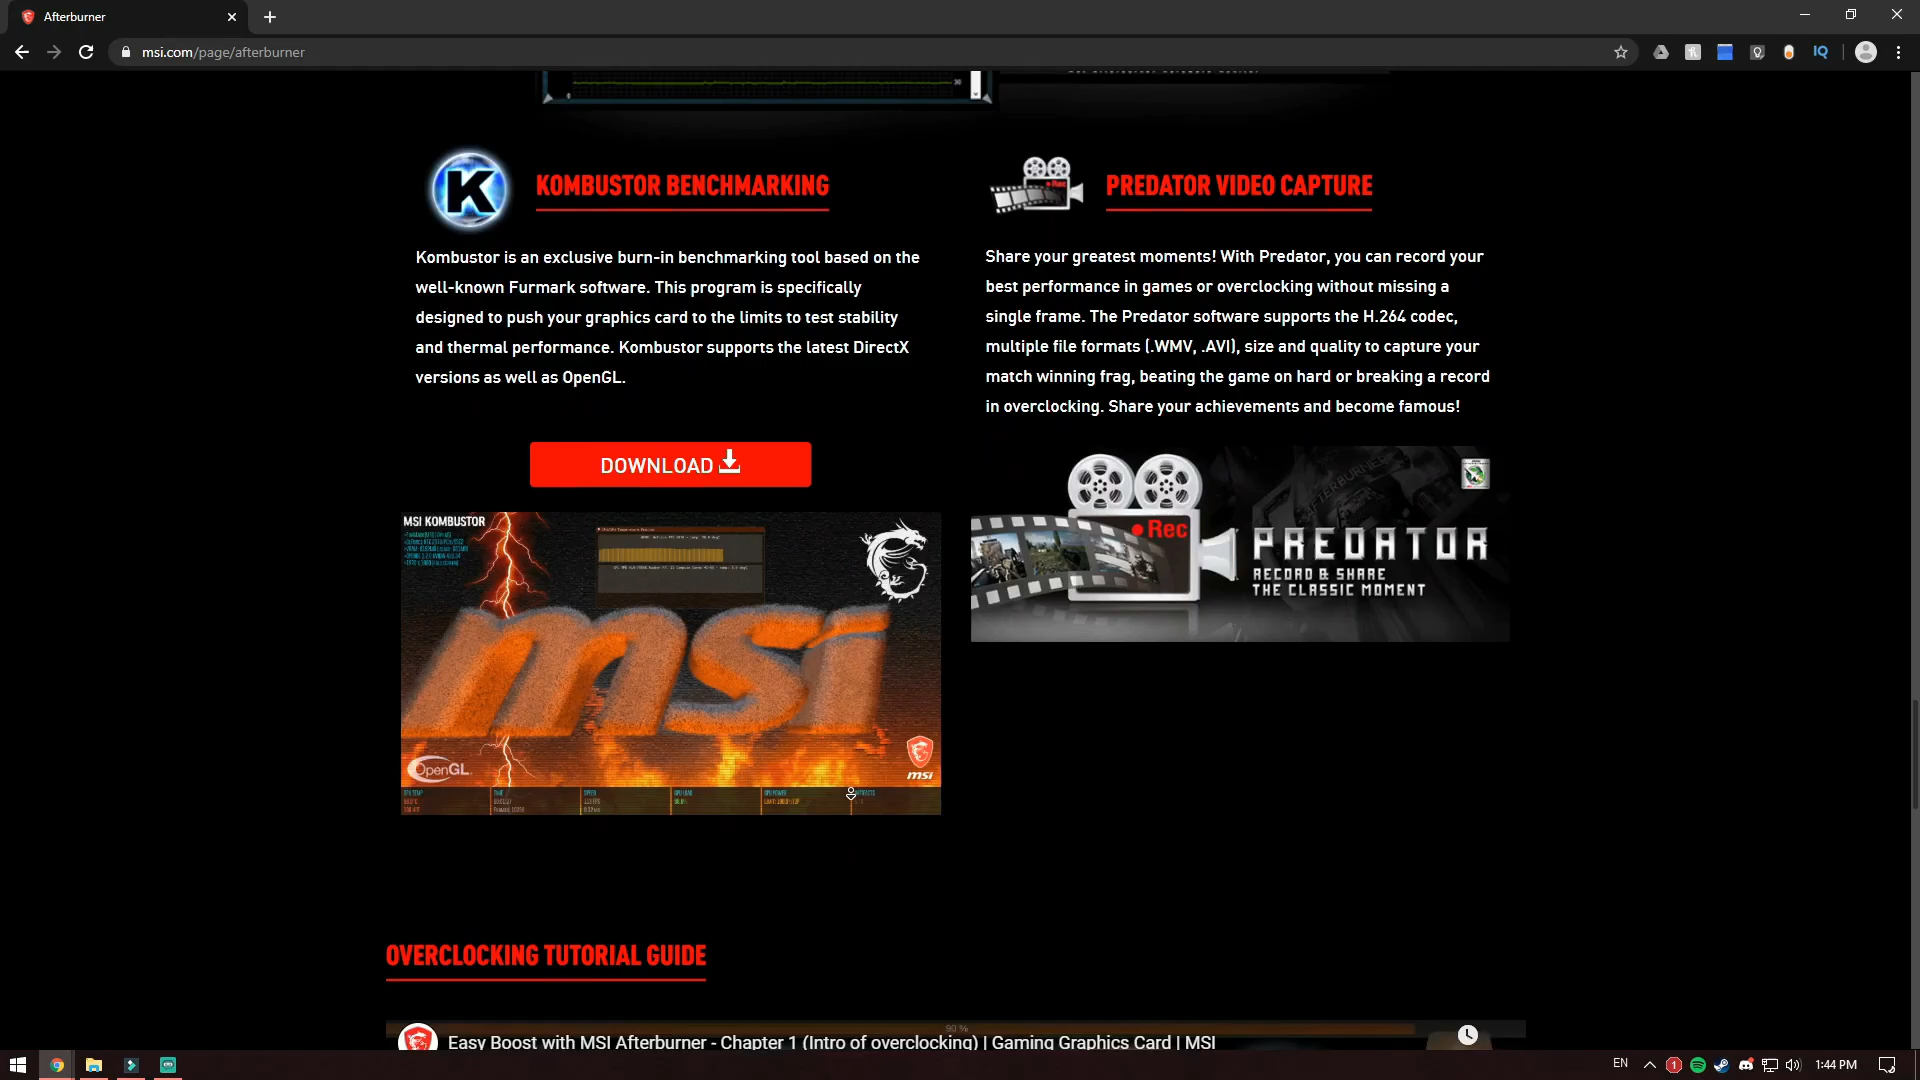 Afterburner
msi.com/page/afterburner
KOMBUSTOR BENCHMARKING
Kombustor is an exclusive burn-in benchmarking tool based on the
well-known Furmark software. This program is specifically
designed to push your graphics card to the limits to test stability
and thermal performance. Kombustor supports the latest DirectX
versions as well as OpenGL.
DOWNLOAD
MSI KOMBUSTOR
msi
OpenGL
msi
PREDATOR VIDEO CAPTURE
Share your greatest moments! With Predator, you can record your
best performance in games or overclocking without missing a
single frame. The Predator software supports the H.264 codec,
multiple file formats (.WMV, .AVI), size and quality to capture your
match winning frag, beating the game on hard or breaking a record
in overclocking. Share your achievements and become famous!
Rec
PREDATOR
RECORD & SHARE
THE CLASSIC MOMENT
OVERCLOCKING TUTORIAL GUIDE
90 %
Easy Boost with MSI Afterburner - Chapter 1 (Intro of overclocking) | Gaming Graphics Card | MSI
EN
1:44 PM